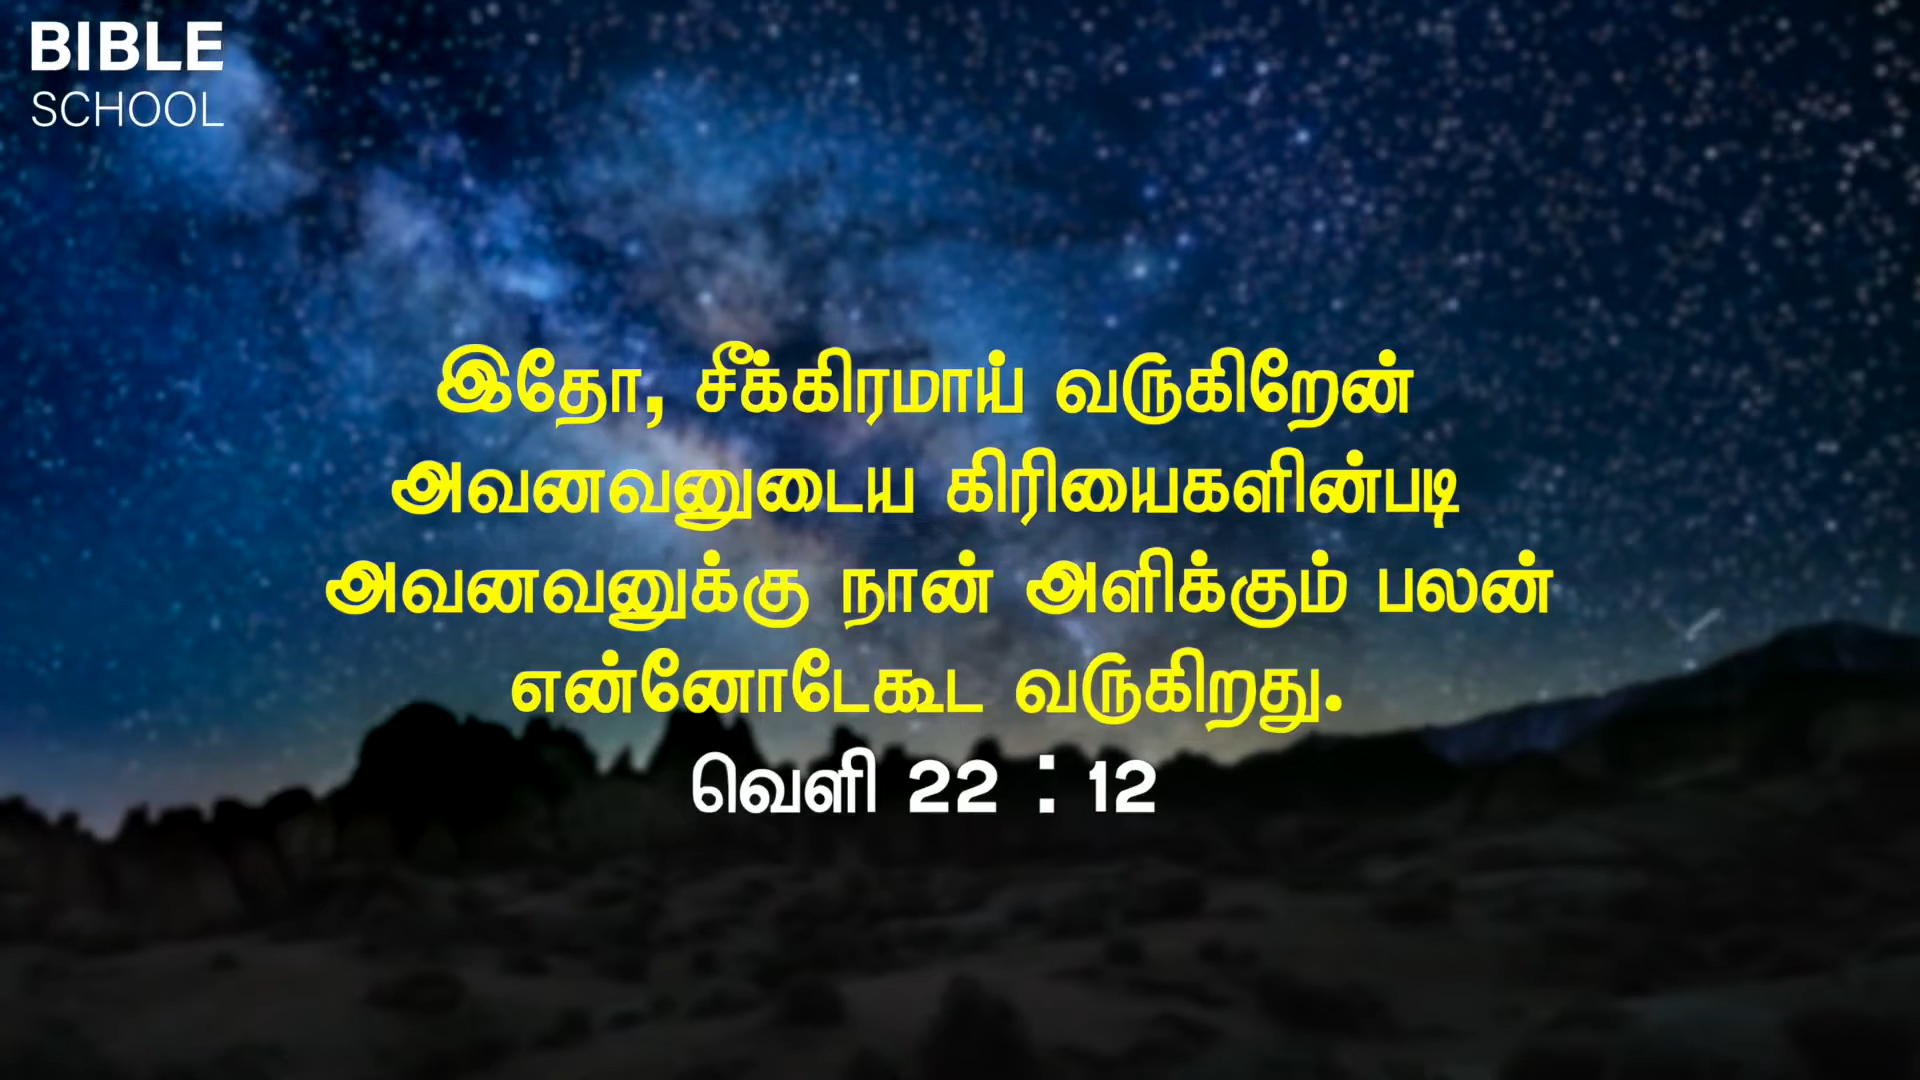 BIBLE
SCHOOL
இதோ, சீக்கிரமாய் வருகிறேன்
அவனவனுடைய கிரியைகளின்படி
அவனவனுக்கு நான் அளிக்கும் பலன்
என்னோடேகூட வருகிறது.
வெளி 22 : 12